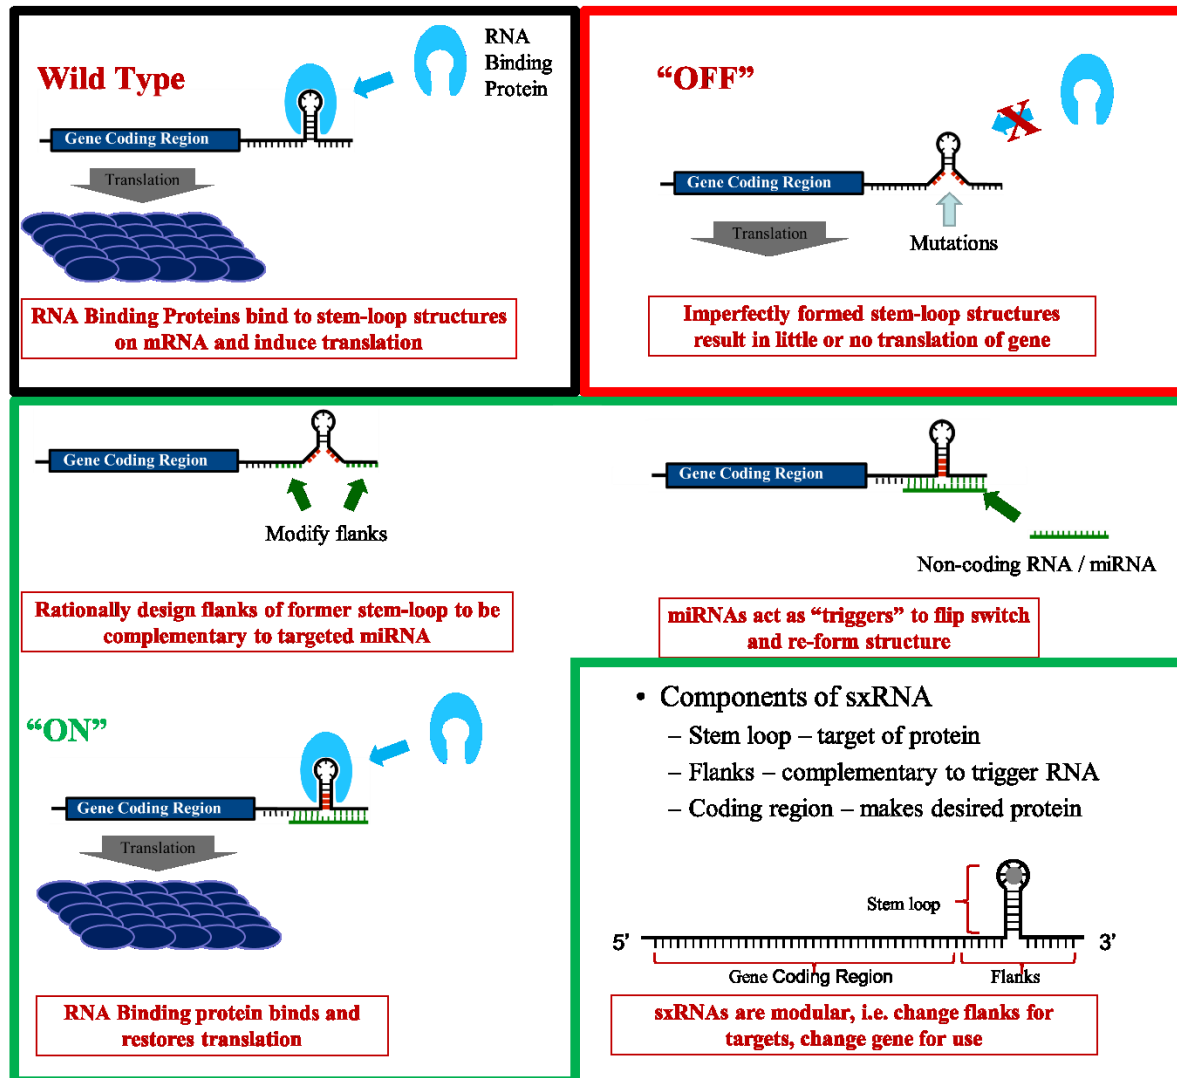 Wild Type
RNA
Binding
Protein
Gene Coding Region
Translation
RNA Binding Proteins bind to stem-loop structures
on mRNA and induce translation
“OFF”
X
Gene Coding Region
Translation
Mutations
Imperfectly formed stem-loop structures
result in little or no translation of gene
Gene Coding Region
Modify flanks
Rationally design flanks of former stem-loop to be
complementary to targeted miRNA
Gene Coding Region
Non-coding RNA / miRNA
miRNAs act as “triggers” to flip switch
and re-form structure
“ON”
Gene Coding Region
Translation
RNA Binding protein binds and
restores translation
• Components of sxRNA
– Stem loop – target of protein
– Flanks – complementary to trigger RNA
– Coding region – makes desired protein
Stem loop
5’
3’
Gene Coding Region
Flanks
sxRNAs are modular, i.e. change flanks for
targets, change gene for use